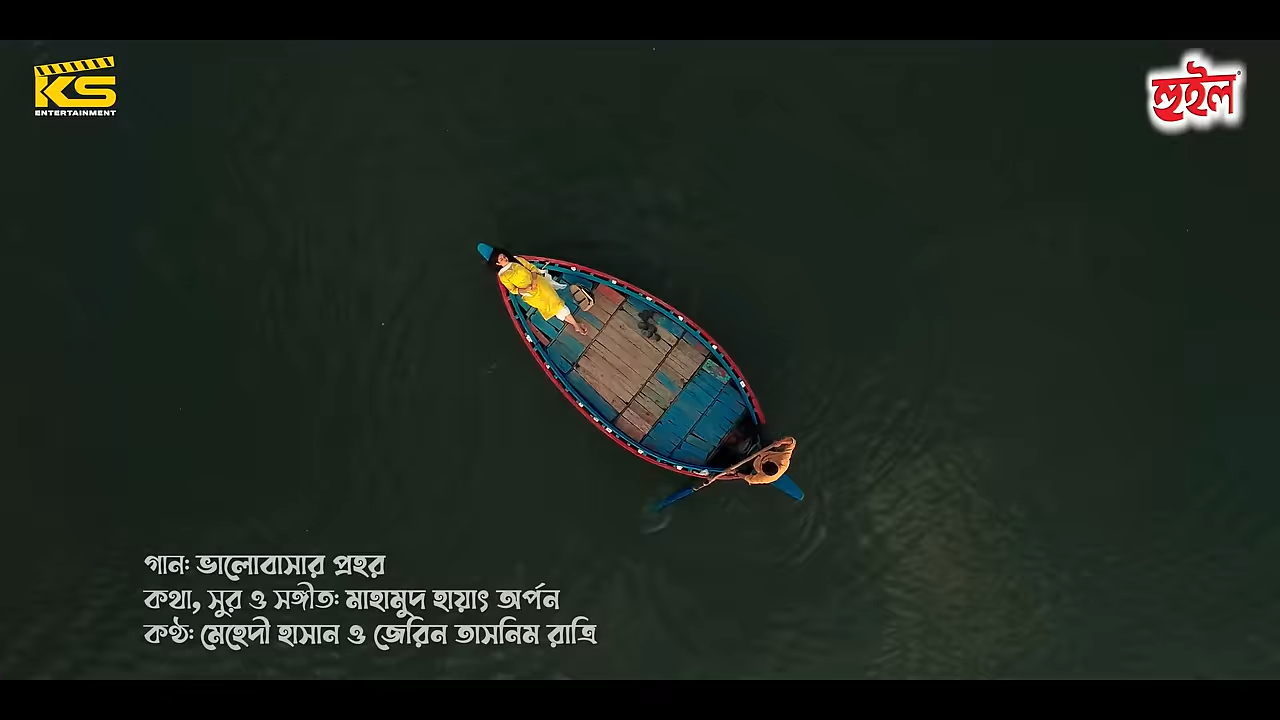 KS
ENTERTAINMENT
হুইল
গান: ভালোবাসার প্রহর
কথা, সুর ও সঙ্গীত: মাহামুদ হায়াৎ অর্পন
কণ্ঠ: মেহেদী হাসান ও জেরিন তাসনিম রাত্রি